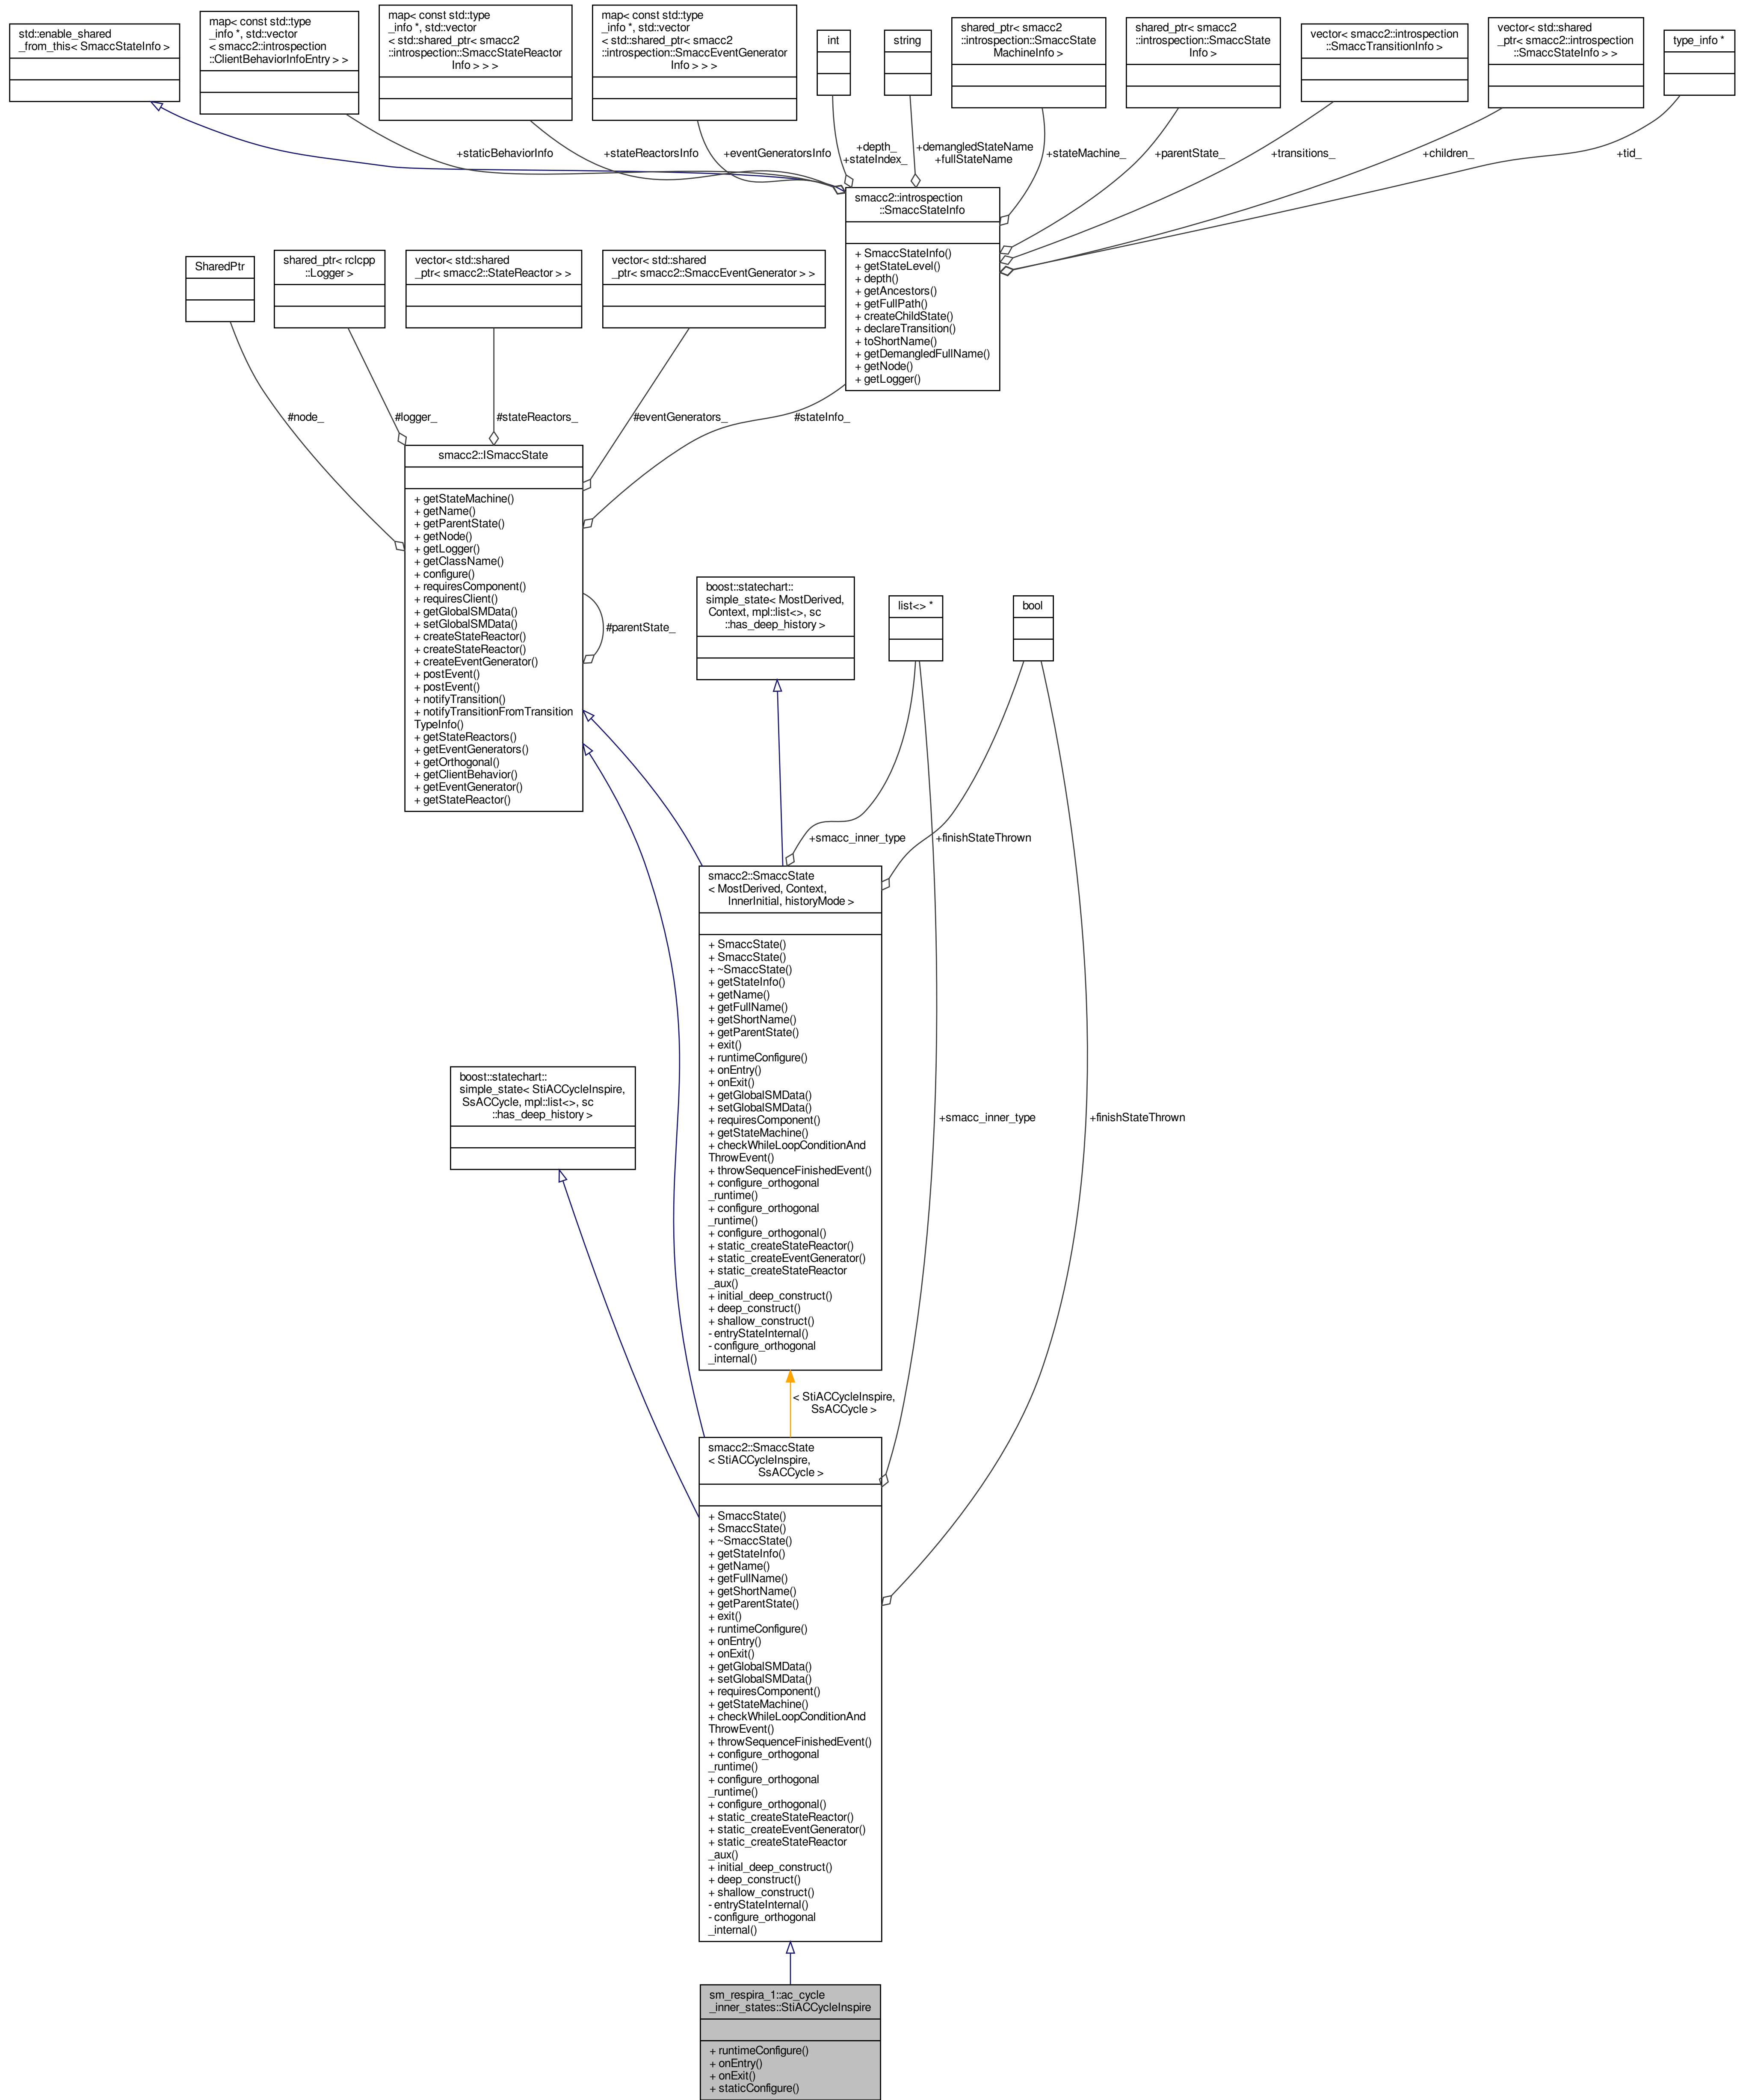 std::enable_shared
_from_this< SmaccStateInfo >
map< const std::type
_info *, std::vector
< smacc2::introspection
::ClientBehaviorInfoEntry > >
map< const std::type
_info *, std::vector
< std::shared_ptr< smacc2
::introspection::SmaccStateReactor
Info > > >
map< const std::type
_info *, std::vector
< std::shared_ptr< smacc2
::introspection::SmaccEventGenerator
Info > > >
int
string
shared_ptr< smacc2
::introspection::SmaccState
MachineInfo >
shared_ptr< smacc2
::introspection::SmaccState
Info >
vector< smacc2::introspection
::SmaccTransitionInfo >
vector< std::shared
_ptr< smacc2::introspection
::SmaccStateInfo > >
type_info *
+staticBehaviorInfo
+stateReactorsInfo
+eventGeneratorsInfo
+depth_
+stateIndex_
+demangledStateName
+fullStateName
+stateMachine_
+parentState_
+transitions_
+children_
+tid_
smacc2::introspection
::SmaccStateInfo
+ SmaccStateInfo()
+ getStateLevel()
+ depth()
+ getAncestors()
+ getFullPath()
+ createChildState()
+ declareTransition()
+ toShortName()
+ getDemangledFullName()
+ getNode()
+ getLogger()
SharedPtr
shared_ptr< rclcpp
::Logger >
vector< std::shared
_ptr< smacc2::StateReactor > >
vector< std::shared
_ptr< smacc2::SmaccEventGenerator > >
#node_
#logger_
#stateReactors_
#eventGenerators_
#stateInfo_
smacc2::ISmaccState
+ getStateMachine()
+ getName()
+ getParentState()
+ getNode()
+ getLogger()
+ getClassName()
+ configure()
+ requiresComponent()
+ requiresClient()
+ getGlobalSMData()
+ setGlobalSMData()
+ createStateReactor()
+ createStateReactor()
+ createEventGenerator()
+ postEvent()
+ postEvent()
+ notifyTransition()
+ notifyTransitionFromTransition
TypeInfo()
+ getStateReactors()
+ getEventGenerators()
+ getOrthogonal()
+ getClientBehavior()
+ getEventGenerator()
+ getStateReactor()
#parentState_
boost::statechart::
simple_state< MostDerived,
Context, mpl::list<>, sc
::has_deep_history >
list<> *
bool
+smacc_inner_type
+finishStateThrown
smacc2::SmaccState
< MostDerived, Context,
InnerInitial, historyMode >
+ SmaccState()
+ SmaccState()
+ ~SmaccState()
+ getStateInfo()
+ getName()
+ getFullName()
+ getShortName()
+ getParentState()
+ exit()
+ runtimeConfigure()
+ onEntry()
+ onExit()
+ getGlobalSMData()
+ setGlobalSMData()
+ requiresComponent()
+ getStateMachine()
+ checkWhileLoopConditionAnd
ThrowEvent()
+ throwSequenceFinishedEvent()
+ configure_orthogonal
_runtime()
+ configure_orthogonal
_runtime()
+ configure_orthogonal()
+ static_createStateReactor()
+ static_createEventGenerator()
+ static_createStateReactor
_aux()
+ initial_deep_construct()
+ deep_construct()
+ shallow_construct()
- entryStateInternal()
- configure_orthogonal
_internal()
boost::statechart::
simple_state< StiACCycleInspire,
SsACCycle, mpl::list<>, sc
::has_deep_history >
+smacc_inner_type
+finishStateThrown
< StiACCycleInspire,
SsACCycle >
smacc2::SmaccState
< StiACCycleInspire,
SsACCycle >
+ SmaccState()
+ SmaccState()
+ ~SmaccState()
+ getStateInfo()
+ getName()
+ getFullName()
+ getShortName()
+ getParentState()
+ exit()
+ runtimeConfigure()
+ onEntry()
+ onExit()
+ getGlobalSMData()
+ setGlobalSMData()
+ requiresComponent()
+ getStateMachine()
+ checkWhileLoopConditionAnd
ThrowEvent()
+ throwSequenceFinishedEvent()
+ configure_orthogonal
_runtime()
+ configure_orthogonal
_runtime()
+ configure_orthogonal()
+ static_createStateReactor()
+ static_createEventGenerator()
+ static_createStateReactor
_aux()
+ initial_deep_construct()
+ deep_construct()
+ shallow_construct()
- entryStateInternal()
- configure_orthogonal
_internal()
sm_respira_1::ac_cycle
_inner_states::StiACCycleInspire
+ runtimeConfigure()
+ onEntry()
+ onExit()
+ staticConfigure()